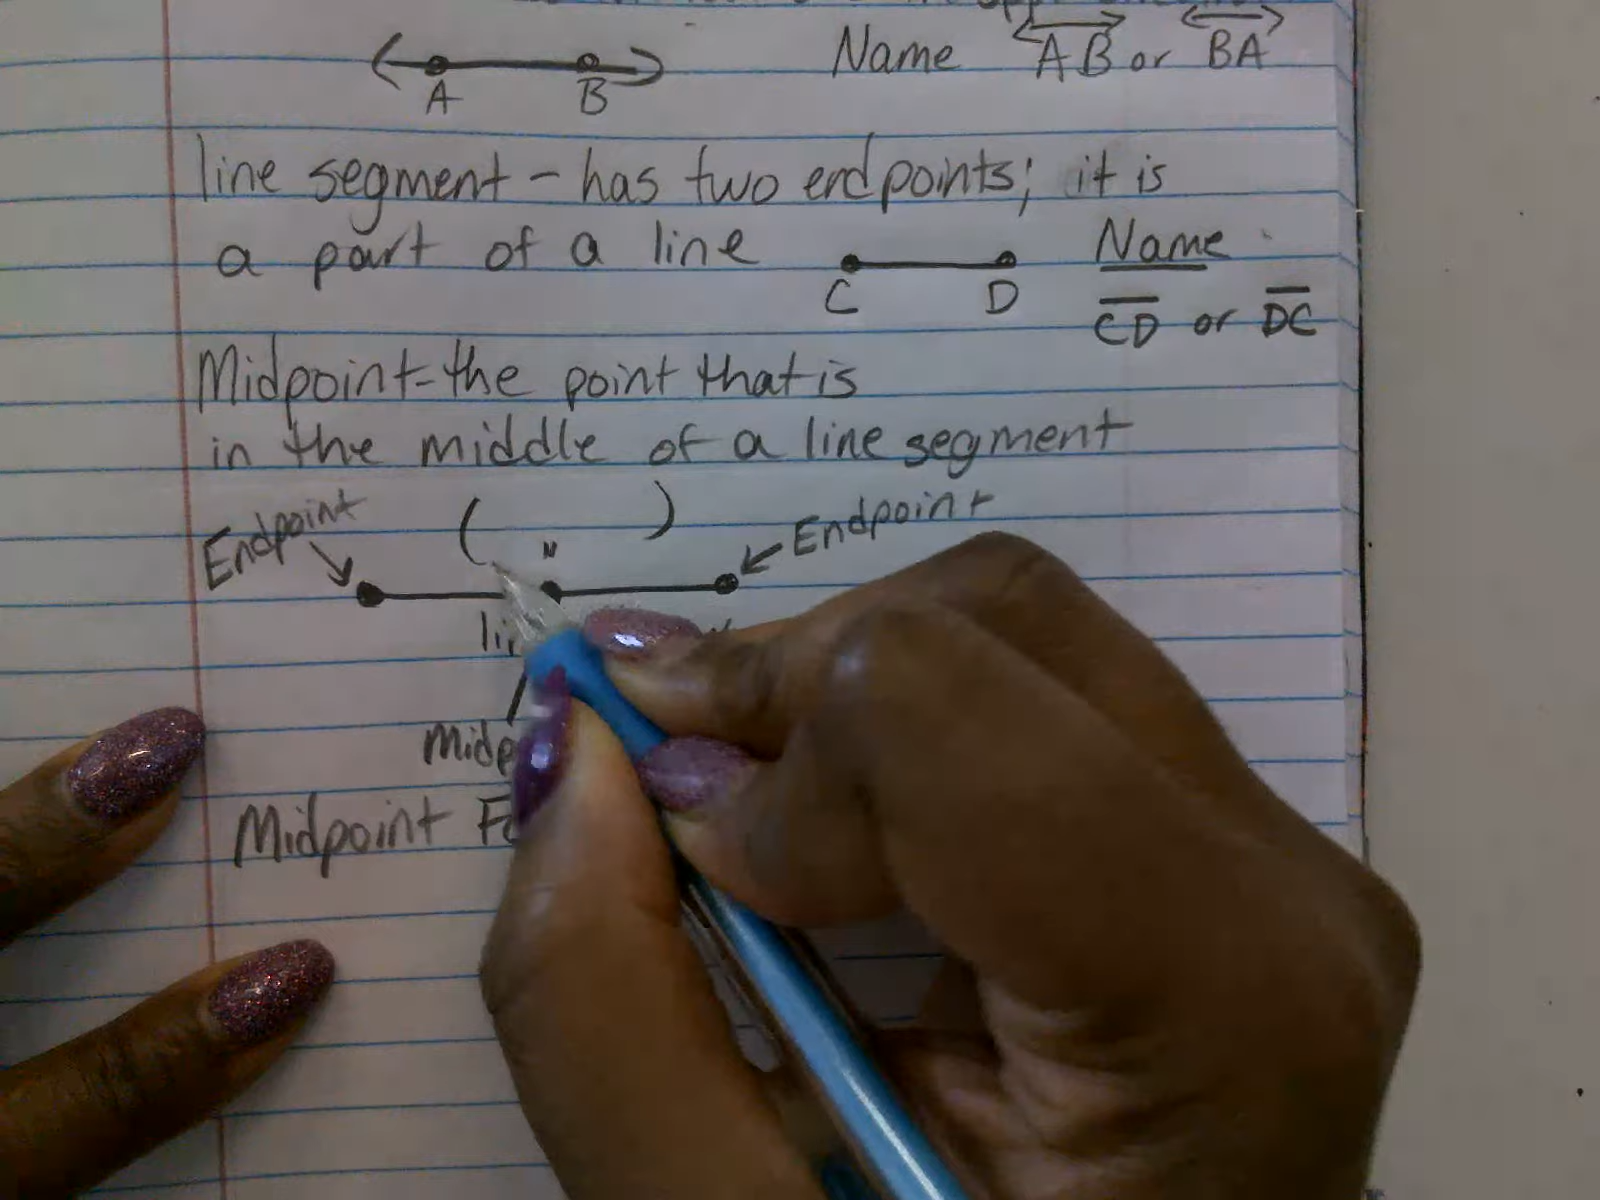 A B
Name AB or BA
line segment - has two endpoints; it is
a part of a line
C D
Name
CD or DC
Midpoint - the point that is
in the middle of a line segment
Endpoint ( ) Endpoint
Midpoint